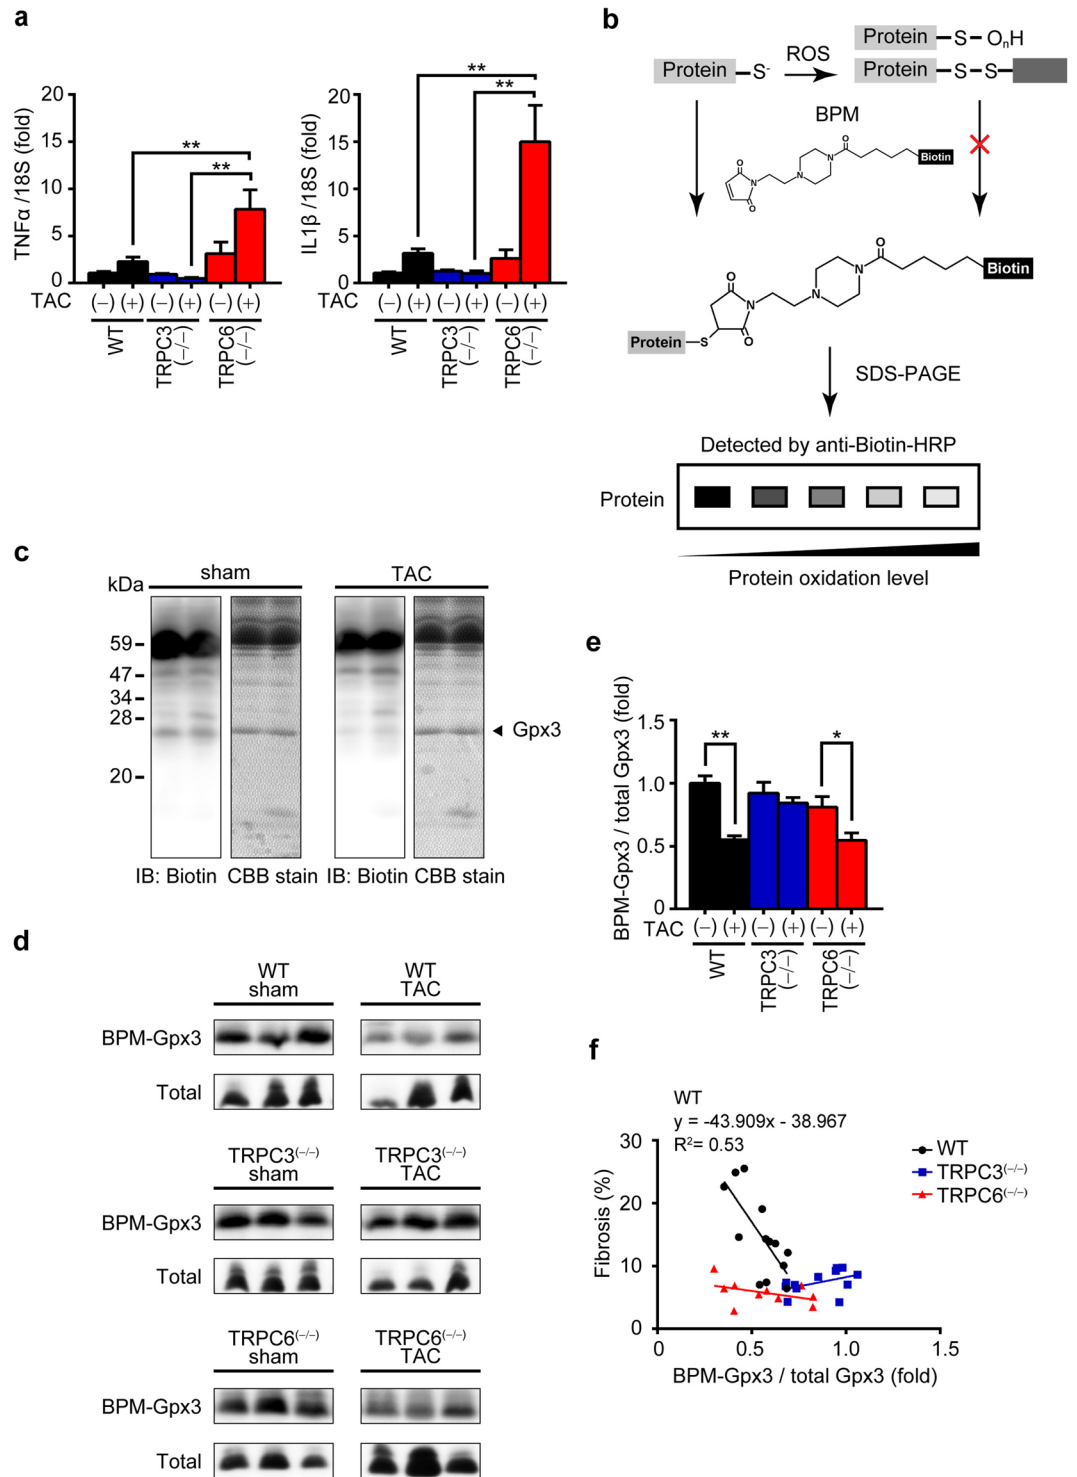 a
TNFα /18S (fold)
20
15
10
5
0
TAC
(−) (+) (−) (+) (−) (+)
WT
TRPC3 (−/−)
TRPC6 (−/−)
**
**
IL1β /18S (fold)
20
15
10
5
0
TAC
(−) (+) (−) (+) (−) (+)
WT
TRPC3 (−/−)
TRPC6 (−/−)
**
**
b
Protein S⁻
ROS
Protein S OₙH
Protein S S
BPM
O
N
O
N
N
O
Biotin
O
N
O
N
N
O
Biotin
Protein S
SDS-PAGE
Detected by anti-Biotin-HRP
Protein
Protein oxidation level
c
kDa
sham
TAC
59
47
34
28
20
Gpx3
IB: Biotin CBB stain IB: Biotin CBB stain
d
WT sham
WT TAC
BPM-Gpx3
Total
TRPC3(−/−) sham
TRPC3(−/−) TAC
BPM-Gpx3
Total
TRPC6(−/−) sham
TRPC6(−/−) TAC
BPM-Gpx3
Total
e
BPM-Gpx3 / total Gpx3 (fold)
1.5
1.0
0.5
0
**
*
TAC (−) (+) (−) (+) (−) (+)
WT
TRPC3 (−/−)
TRPC6 (−/−)
f
WT
y = -43.909x - 38.967
R²= 0.53
Fibrosis (%)
30
20
10
0
0 0.5 1.0 1.5
BPM-Gpx3 / total Gpx3 (fold)
WT
TRPC3(−/−)
TRPC6(−/−)